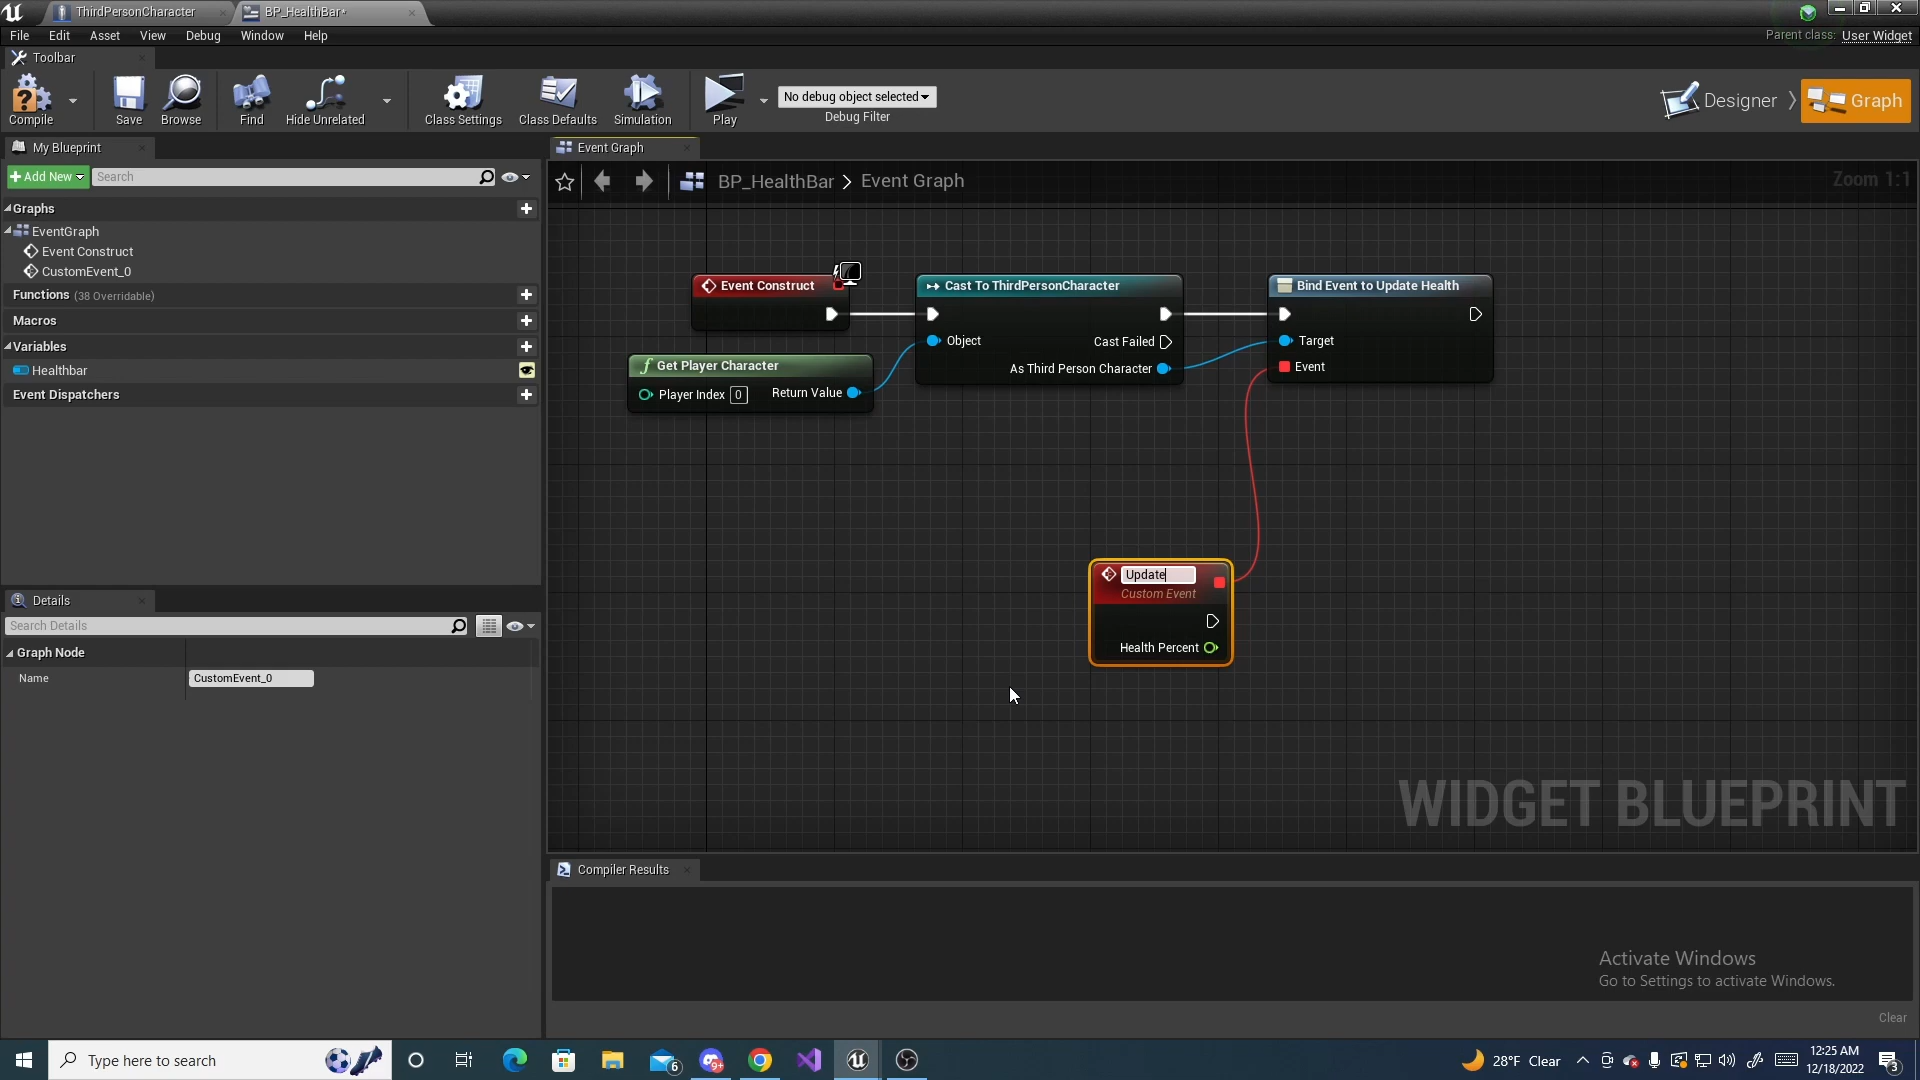 ThirdPersonCharacter
BP_HealthBar*
File Edit Asset View Debug Window Help
Parent class: User Widget
Toolbar
Compile
Save
Browse
Find
Hide Unrelated
Class Settings
Class Defaults
Simulation
Play
No debug object selected
Debug Filter
Designer
Graph
My Blueprint
Add New
Search
Graphs
EventGraph
Event Construct
CustomEvent_0
Functions (38 Overridable)
Macros
Variables
Healthbar
Event Dispatchers
Details
Search Details
Graph Node
Name
CustomEvent_0
Event Graph
BP_HealthBar > Event Graph
Zoom 1:1
Event Construct
Get Player Character
Player Index 0
Return Value
Cast To ThirdPersonCharacter
Object
Cast Failed
As Third Person Character
Bind Event to Update Health
Target
Event
Update
Custom Event
Health Percent
WIDGET BLUEPRINT
Compiler Results
Activate Windows
Go to Settings to activate Windows.
Clear
Type here to search
6
9+
28°F Clear
12:25 AM
12/18/2022
3